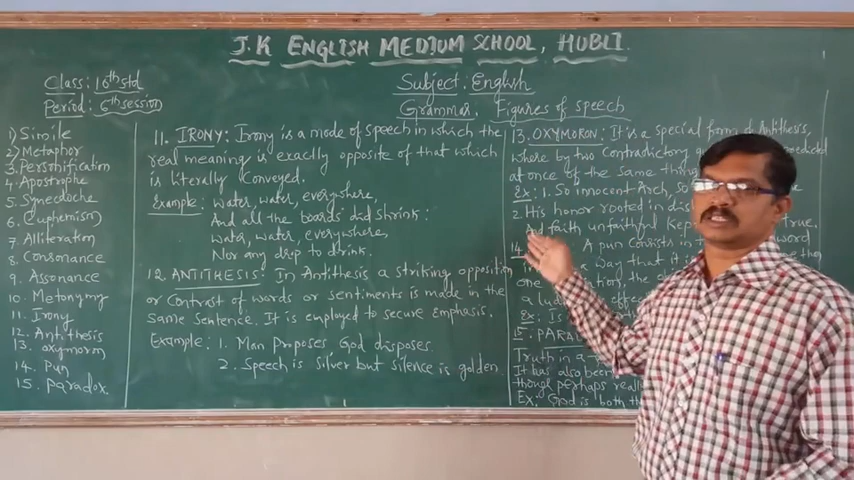 J.K ENGLISH MEDIUM SCHOOL, HUBLI.
Class: 10th std
Period: 6th session
Subject: English
Grammar, Figures of speech
1) Simile
2) Metaphor
3. Personification
4. Apostrophe
5. Synecdoche
6. Euphemism)
7. Alliteration
8. Consonance
9. Assonance
10. Metonymy
11. Irony
12. Antithesis
13. oxymorm
14. Pun
15. Paradox
11. IRONY: Irony is a mode of speech in which the
real meaning is exactly opposite of that which
is literally Conveyed.
Example: water, water, everywhere,
And all the boards did shrink:
water, water, everywhere,
Nor any drop to drink.
12. ANTITHESIS: In Antithesis a striking opposition
or Contrast of words or sentiments is made in the
same Sentence. It is employed to secure emphasis.
Example: 1. Man Proposes God disposes.
2. Speech is silver but silence is golden
13. OXYMORON: It is a special form of Antithesis,
where by two Contradictory
at once of the same thing
Ex: 1. So innocent Arch, so
2. His honor rooted in
faith unfaithful true.
14. A pun Consists in word
way that it
one
a
Ex: Is
15.
Truth in a
It has also been
though perhaps
Ex: God is both